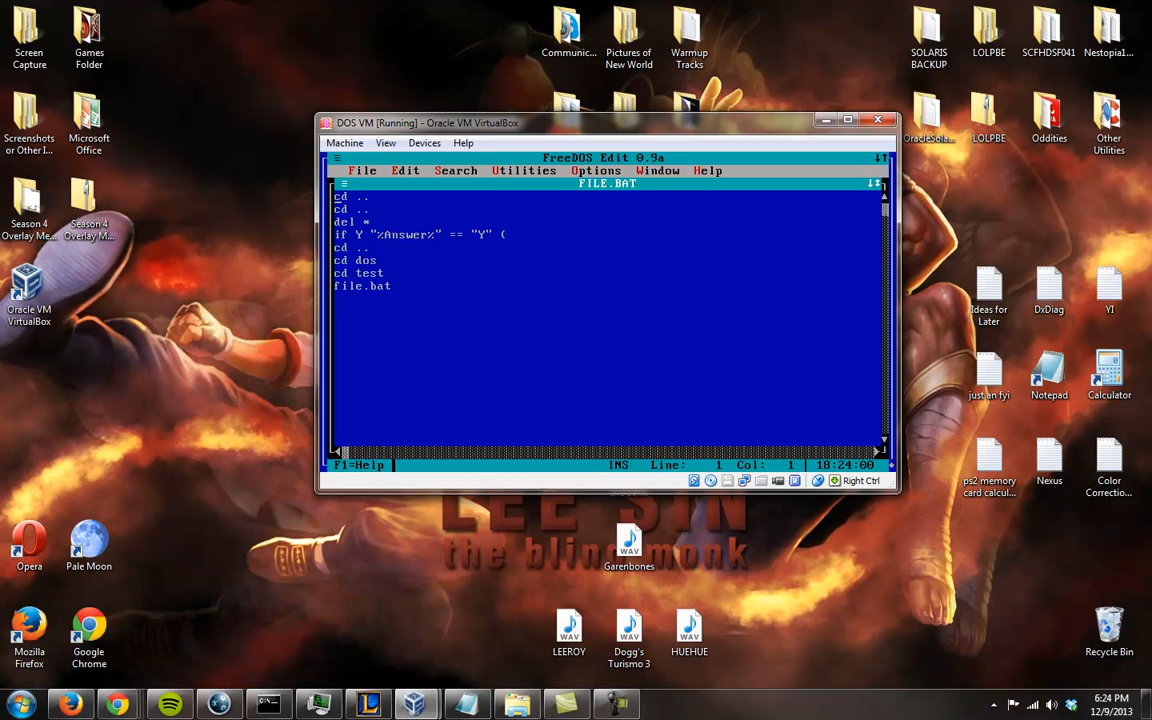 Screen
Capture
Games
Folder
Communic...
Pictures of
New World
Warmup
Tracks
SOLARIS
BACKUP
LOLPBE
SCFHDSF041
Nestopia1...
Screenshots
or Other I...
Microsoft
Office
OracleSola...
LOLPBE
Oddities
Other
Utilities
DOS VM [Running] - Oracle VM VirtualBox
Machine View Devices Help
FreeDOS Edit 0.9a
File Edit Search Utilities Options Window Help
FILE.BAT
cd ..
cd ..
del *
if Y "%Answer%" == "Y" (
cd ..
cd dos
cd test
file.bat
F1=Help INS Line: 1 Col: 1 18:24:00
Right Ctrl
Season 4
Overlay Me...
Season 4
Overlay M...
Oracle VM
VirtualBox
Ideas for
Later
DxDiag
YI
just an fyi
Notepad
Calculator
ps2 memory
card calcul...
Nexus
Color
Correctio...
LEE SIN
the blind monk
Opera
Pale Moon
WAV
Garenbones
Mozilla
Firefox
Google
Chrome
WAV
LEEROY
WAV
Dogg's
Turismo 3
WAV
HUEHUE
Recycle Bin
C:\_
6:24 PM
12/9/2013